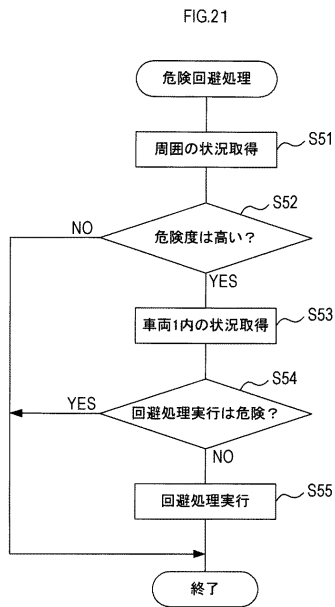 FIG.21
危険回避処理
周囲の状況取得
S51
S52
危険度は高い?
NO
YES
車両1内の状況取得
S53
S54
回避処理実行は危険?
YES
NO
回避処理実行
S55
終了